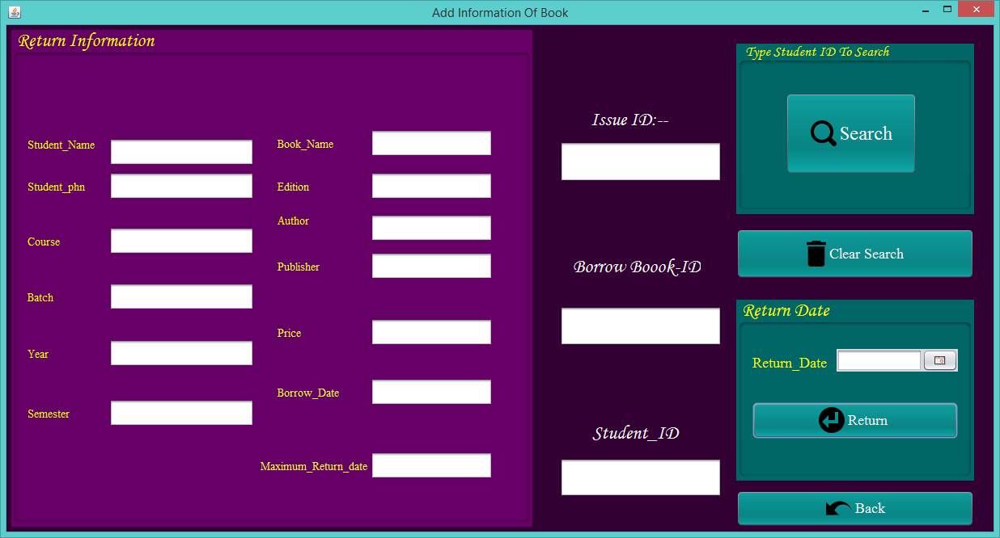 Add Information Of Book
Return Information
Student_Name
Student_phn
Course
Batch
Year
Semester
Book_Name
Edition
Author
Publisher
Price
Borrow_Date
Maximum_Return_date
Issue ID:--
Borrow Boook-ID
Student_ID
Type Student ID To Search
Search
Clear Search
Return Date
Return_Date
Return
Back